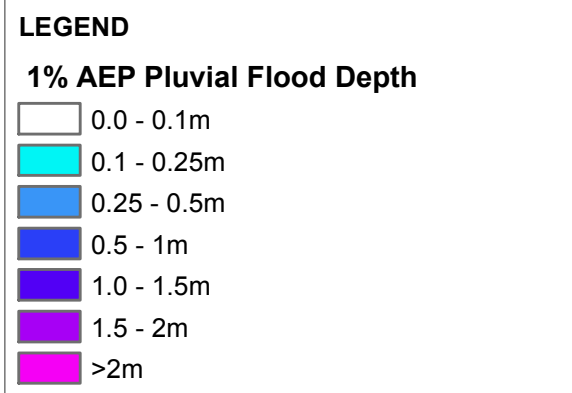 LEGEND
1% AEP Pluvial Flood Depth
0.0 - 0.1m
0.1 - 0.25m
0.25 - 0.5m
0.5 - 1m
1.0 - 1.5m
1.5 - 2m
>2m